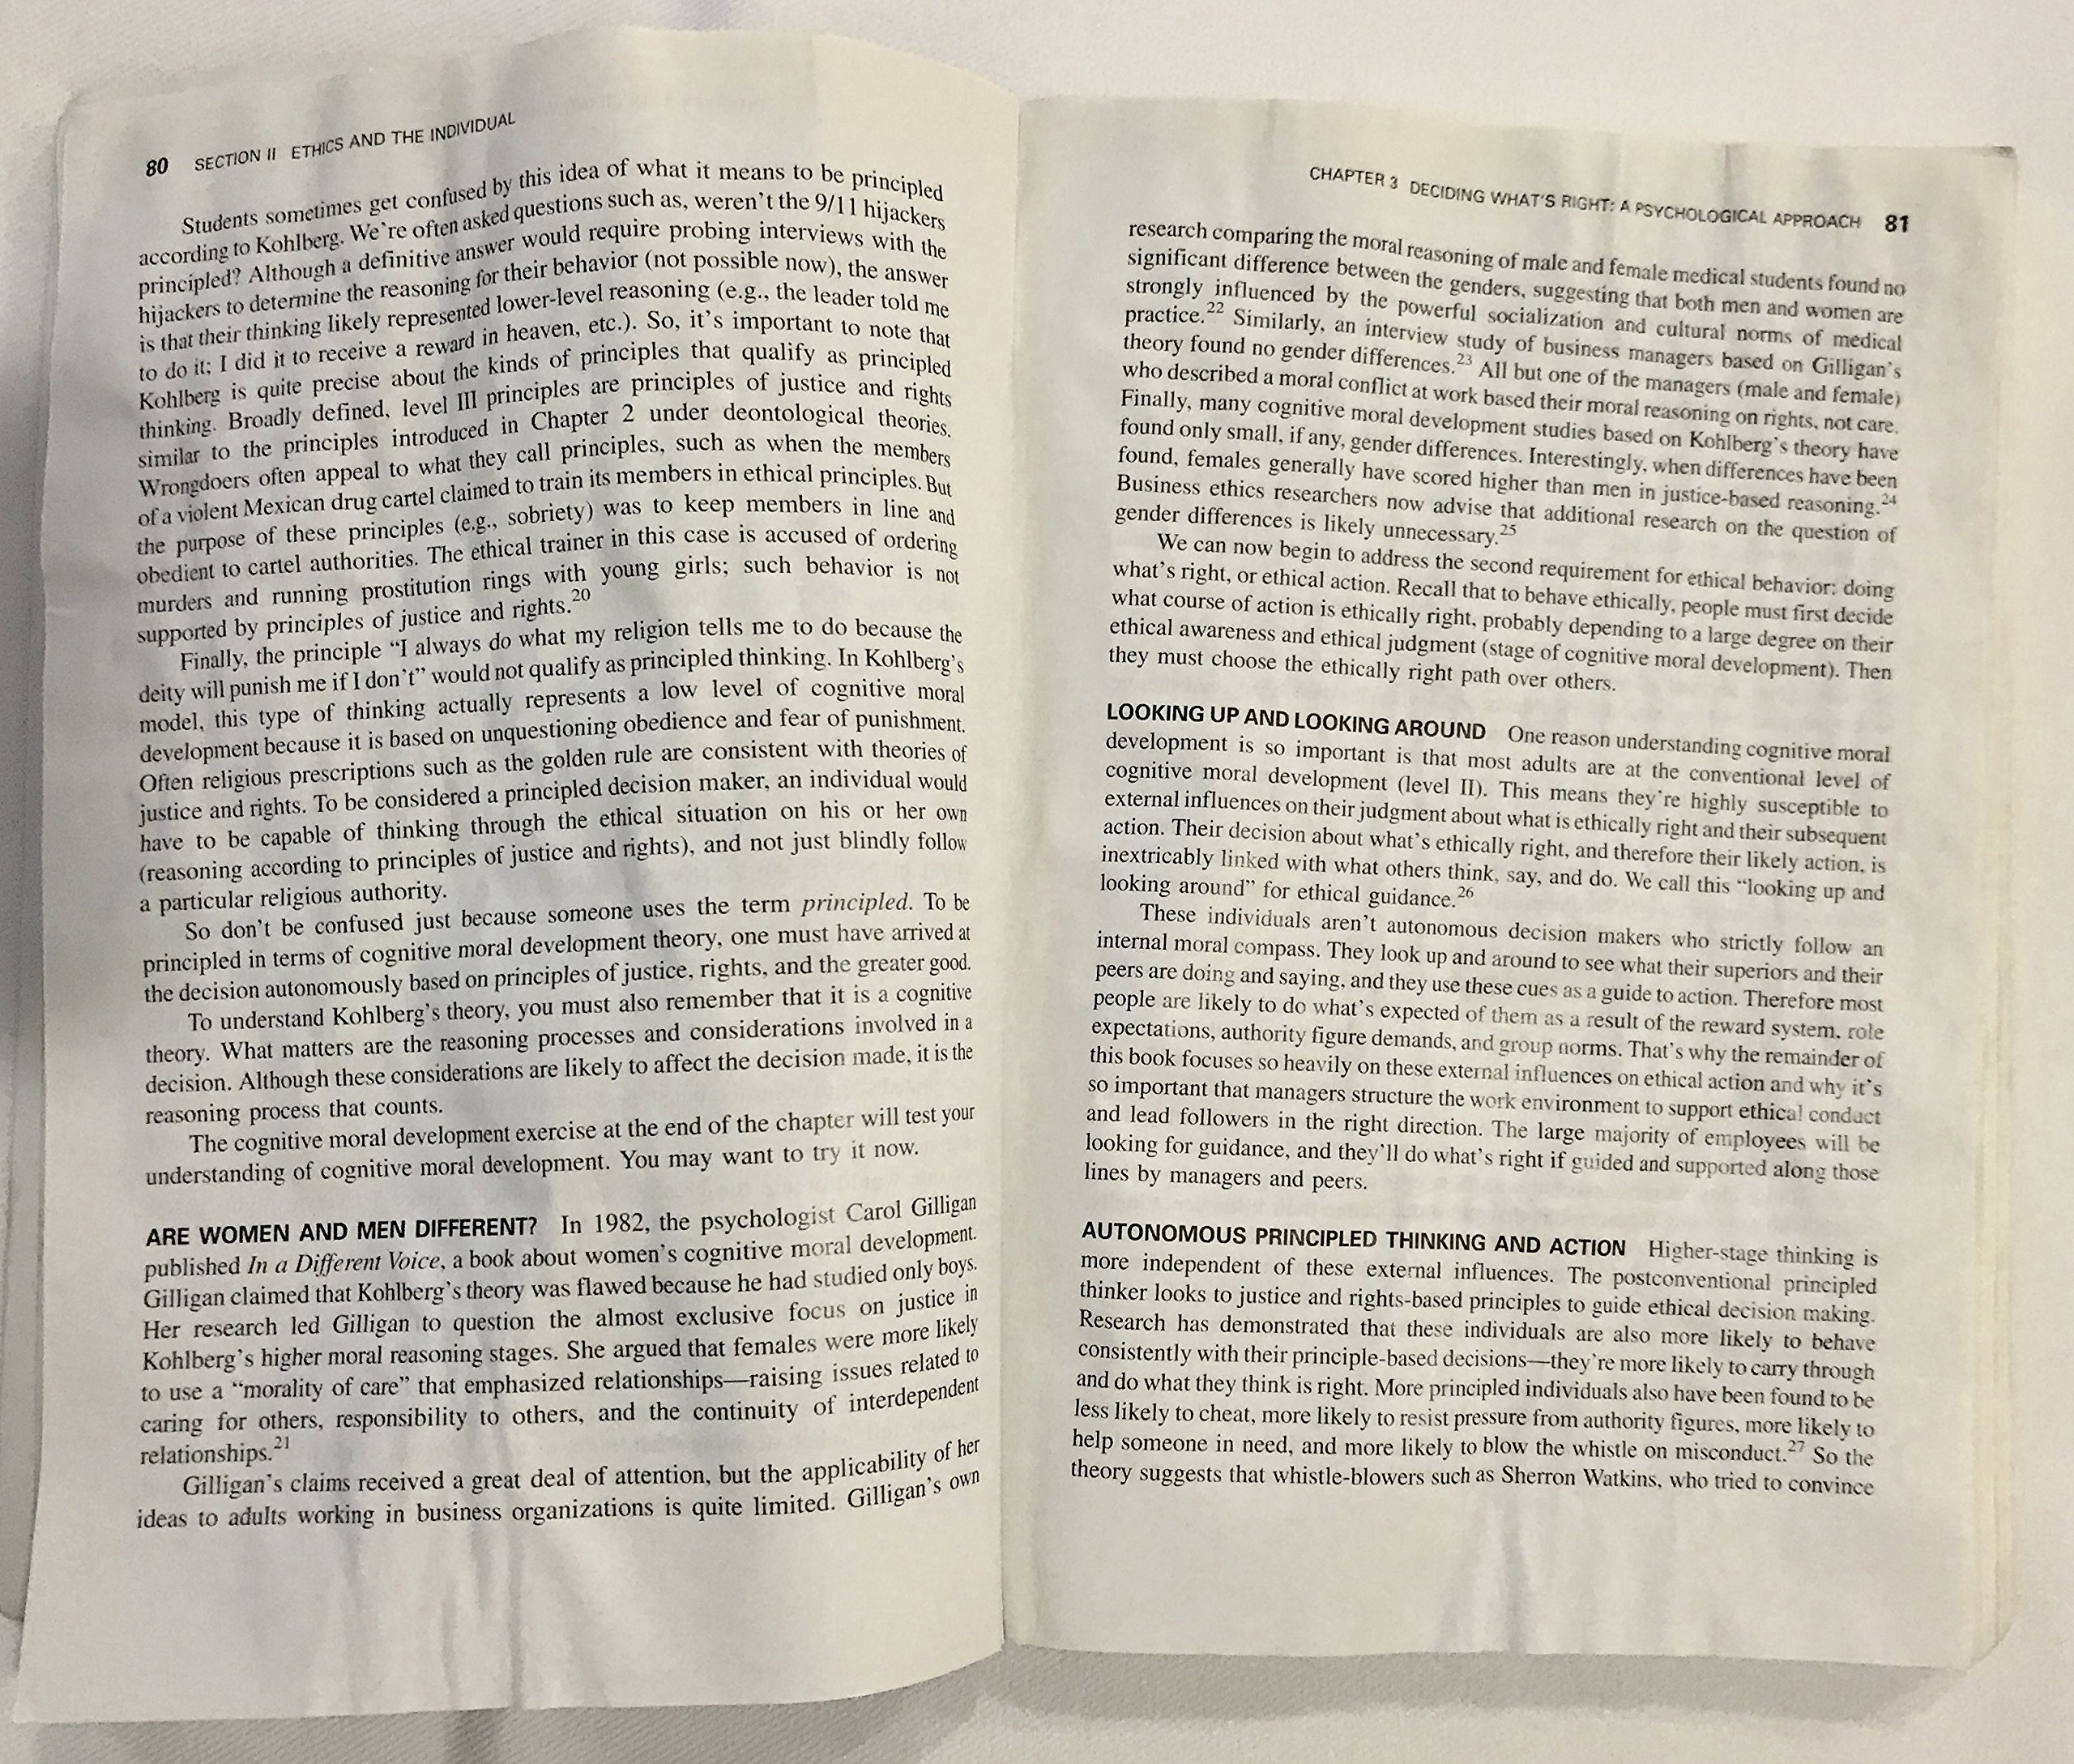 80 SECTION II ETHICS AND THE INDIVIDUAL
Students sometimes get confused by this idea of what it means to be principled
according to Kohlberg. We're often asked questions such as, weren't the 9/11 hijackers
principled? Although a definitive answer would require probing interviews with the
hijackers to determine the reasoning for their behavior (not possible now), the answer
is that their thinking likely represented lower-level reasoning (e.g., the leader told me
to do it; I did it to receive a reward in heaven, etc.). So, it's important to note that
Kohlberg is quite precise about the kinds of principles that qualify as principled
thinking. Broadly defined, level III principles are principles of justice and rights
similar to the principles introduced in Chapter 2 under deontological theories.
Wrongdoers often appeal to what they call principles, such as when the members
of a violent Mexican drug cartel claimed to train its members in ethical principles. But
the purpose of these principles (e.g., sobriety) was to keep members in line and
obedient to cartel authorities. The ethical trainer in this case is accused of ordering
murders and running prostitution rings with young girls; such behavior is not
supported by principles of justice and rights.20
Finally, the principle “I always do what my religion tells me to do because the
deity will punish me if I don't” would not qualify as principled thinking. In Kohlberg's
model, this type of thinking actually represents a low level of cognitive moral
development because it is based on unquestioning obedience and fear of punishment.
Often religious prescriptions such as the golden rule are consistent with theories of
justice and rights. To be considered a principled decision maker, an individual would
have to be capable of thinking through the ethical situation on his or her own
(reasoning according to principles of justice and rights), and not just blindly follow
a particular religious authority.
So don't be confused just because someone uses the term principled. To be
principled in terms of cognitive moral development theory, one must have arrived at
the decision autonomously based on principles of justice, rights, and the greater good.
To understand Kohlberg's theory, you must also remember that it is a cognitive
theory. What matters are the reasoning processes and considerations involved in a
decision. Although these considerations are likely to affect the decision made, it is the
reasoning process that counts.
The cognitive moral development exercise at the end of the chapter will test your
understanding of cognitive moral development. You may want to try it now.
ARE WOMEN AND MEN DIFFERENT? In 1982, the psychologist Carol Gilligan
published In a Different Voice, a book about women's cognitive moral development.
Gilligan claimed that Kohlberg's theory was flawed because he had studied only boys.
Her research led Gilligan to question the almost exclusive focus on justice in
Kohlberg's higher moral reasoning stages. She argued that females were more likely
to use a “morality of care” that emphasized relationships—raising issues related to
caring for others, responsibility to others, and the continuity of interdependent
relationships.21
Gilligan's claims received a great deal of attention, but the applicability of her
ideas to adults working in business organizations is quite limited. Gilligan's own
CHAPTER 3 DECIDING WHAT'S RIGHT: A PSYCHOLOGICAL APPROACH 81
research comparing the moral reasoning of male and female medical students found no
significant difference between the genders, suggesting that both men and women are
strongly influenced by the powerful socialization and cultural norms of medical
practice.22 Similarly, an interview study of business managers based on Gilligan's
theory found no gender differences.23 All but one of the managers (male and female)
who described a moral conflict at work based their moral reasoning on rights, not care.
Finally, many cognitive moral development studies based on Kohlberg's theory have
found only small, if any, gender differences. Interestingly, when differences have been
found, females generally have scored higher than men in justice-based reasoning.24
Business ethics researchers now advise that additional research on the question of
gender differences is likely unnecessary.25
We can now begin to address the second requirement for ethical behavior: doing
what's right, or ethical action. Recall that to behave ethically, people must first decide
what course of action is ethically right, probably depending to a large degree on their
ethical awareness and ethical judgment (stage of cognitive moral development). Then
they must choose the ethically right path over others.
LOOKING UP AND LOOKING AROUND One reason understanding cognitive moral
development is so important is that most adults are at the conventional level of
cognitive moral development (level II). This means they're highly susceptible to
external influences on their judgment about what is ethically right and their subsequent
action. Their decision about what's ethically right, and therefore their likely action, is
inextricably linked with what others think, say, and do. We call this “looking up and
looking around” for ethical guidance.26
These individuals aren't autonomous decision makers who strictly follow an
internal moral compass. They look up and around to see what their superiors and their
peers are doing and saying, and they use these cues as a guide to action. Therefore most
people are likely to do what's expected of them as a result of the reward system, role
expectations, authority figure demands, and group norms. That's why the remainder of
this book focuses so heavily on these external influences on ethical action and why it's
so important that managers structure the work environment to support ethical conduct
and lead followers in the right direction. The large majority of employees will be
looking for guidance, and they'll do what's right if guided and supported along those
lines by managers and peers.
AUTONOMOUS PRINCIPLED THINKING AND ACTION Higher-stage thinking is
more independent of these external influences. The postconventional principled
thinker looks to justice and rights-based principles to guide ethical decision making.
Research has demonstrated that these individuals are also more likely to behave
consistently with their principle-based decisions—they're more likely to carry through
and do what they think is right. More principled individuals also have been found to be
less likely to cheat, more likely to resist pressure from authority figures, more likely to
help someone in need, and more likely to blow the whistle on misconduct.27 So the
theory suggests that whistle-blowers such as Sherron Watkins, who tried to convince